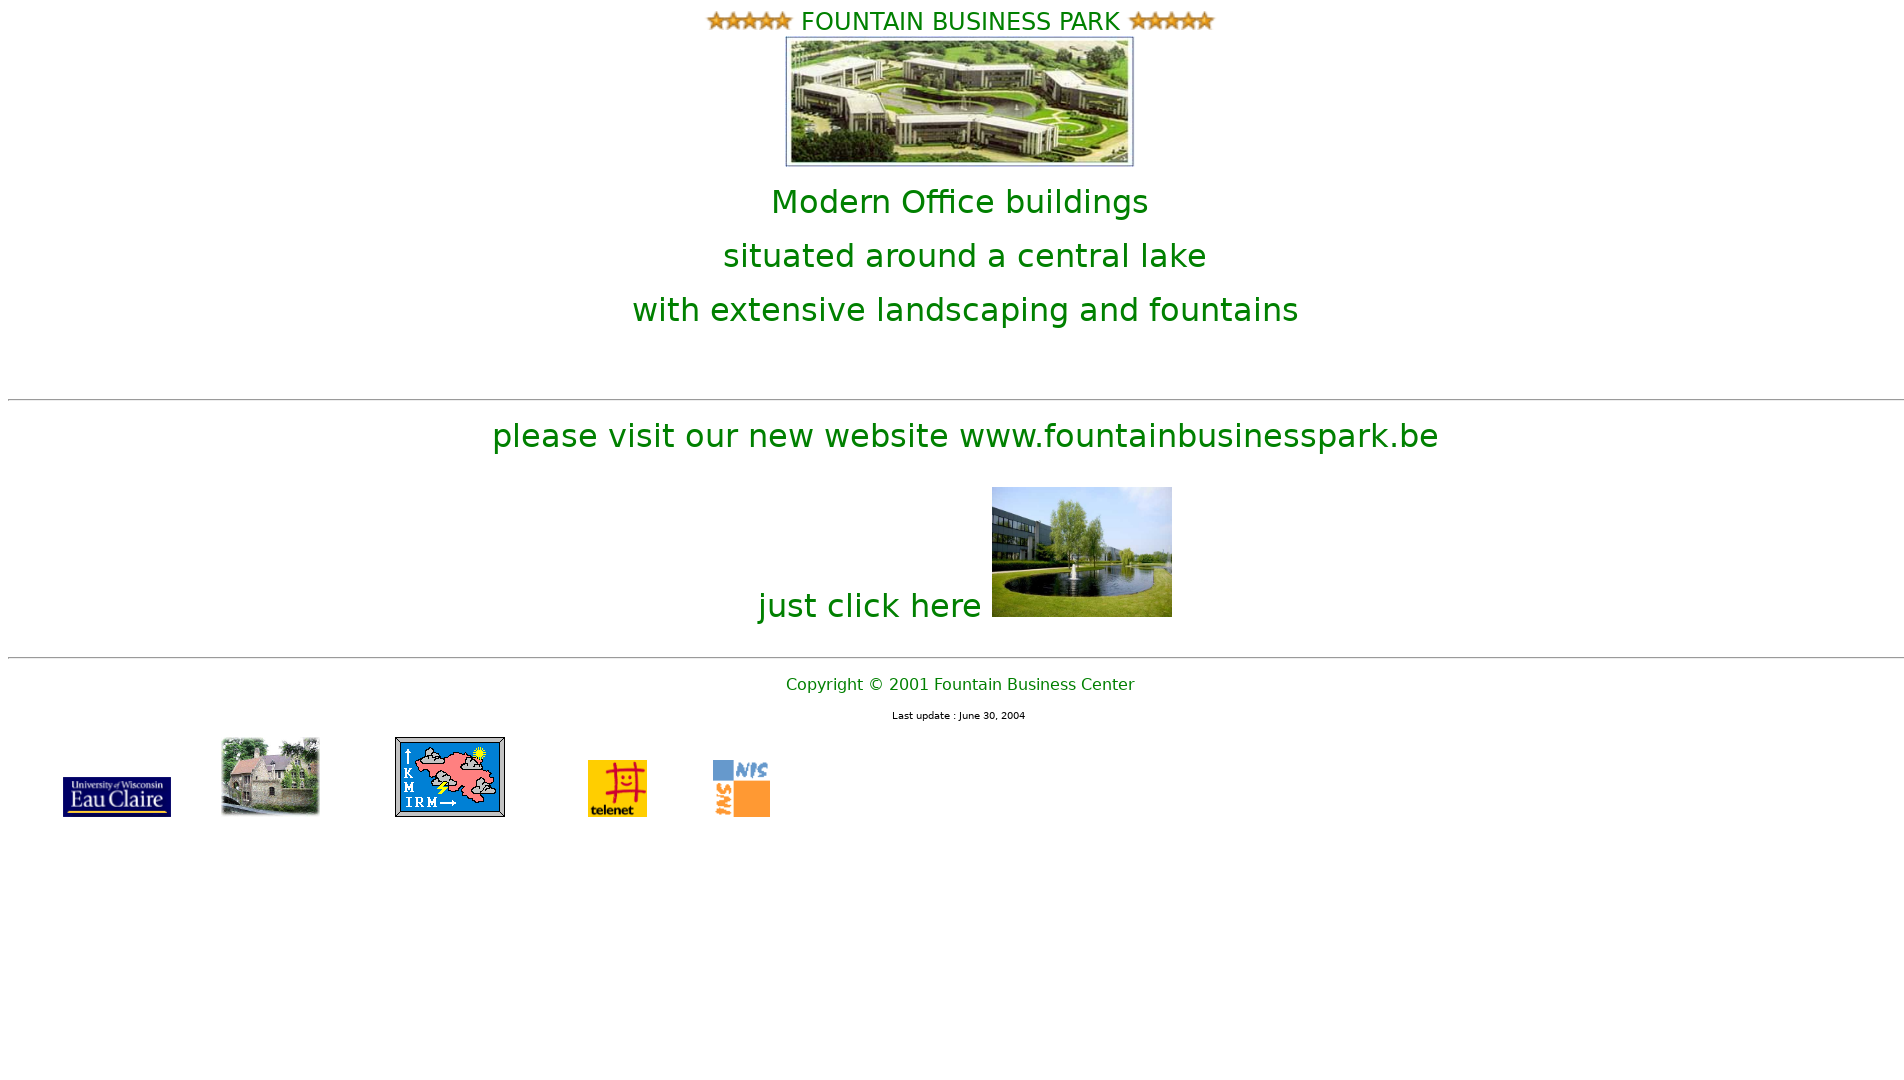 FOUNTAIN BUSINESS PARK
Modern Office buildings
situated around a central lake
with extensive landscaping and fountains
please visit our new website www.fountainbusinesspark.be
just click here
Copyright © 2001 Fountain Business Center
Last update : June 30, 2004
University of Wisconsin
Eau Claire
K
M
IRM
telenet
NIS
INS